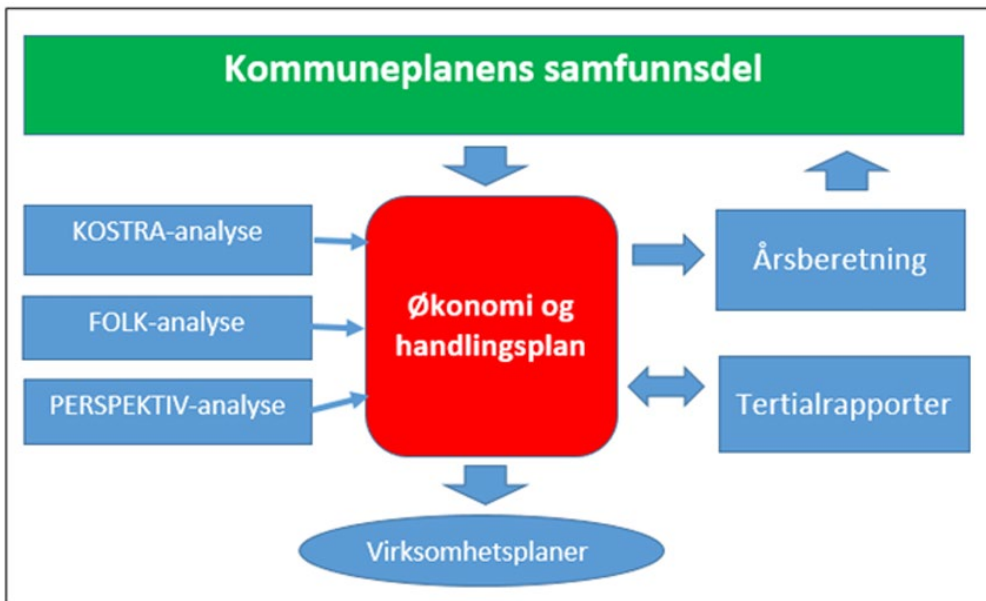 Kommuneplanens samfunnsdel
KOSTRA-analyse
FOLK-analyse
PERSPEKTIV-analyse
Økonomi og
handlingsplan
Årsberetning
Tertialrapporter
Virksomhetsplaner